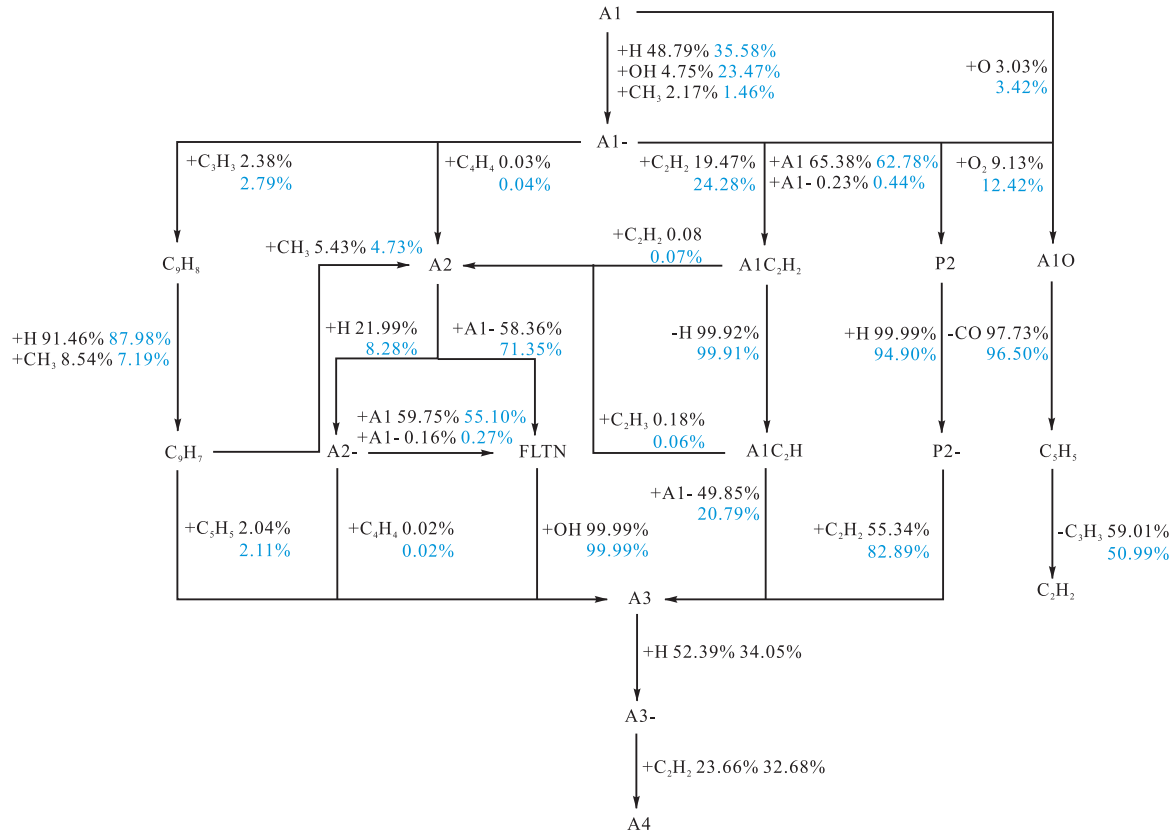 A1
+H 48.79% 35.58%
+OH 4.75% 23.47%
+CH₃ 2.17% 1.46%
+O 3.03%
3.42%
A1-
+C₃H₃ 2.38%
2.79%
+C₄H₄ 0.03%
0.04%
+C₂H₂ 19.47%
24.28%
+A1 65.38% 62.78%
+A1- 0.23% 0.44%
+O₂ 9.13%
12.42%
C₉H₈
+CH₃ 5.43% 4.73%
A2
+C₂H₂ 0.08
0.07%
A1C₂H₂
P2
A1O
+H 91.46% 87.98%
+CH₃ 8.54% 7.19%
+H 21.99%
8.28%
+A1- 58.36%
71.35%
-H 99.92%
99.91%
+H 99.99%
94.90%
-CO 97.73%
96.50%
+A1 59.75% 55.10%
+A1- 0.16% 0.27%
+C₂H₃ 0.18%
0.06%
C₉H₇
A2-
FLTN
A1C₂H
P2-
C₅H₅
+C₅H₅ 2.04%
2.11%
+C₄H₄ 0.02%
0.02%
+OH 99.99%
99.99%
+A1- 49.85%
20.79%
+C₂H₂ 55.34%
82.89%
-C₃H₃ 59.01%
50.99%
A3
C₂H₂
+H 52.39% 34.05%
A3-
+C₂H₂ 23.66% 32.68%
A4